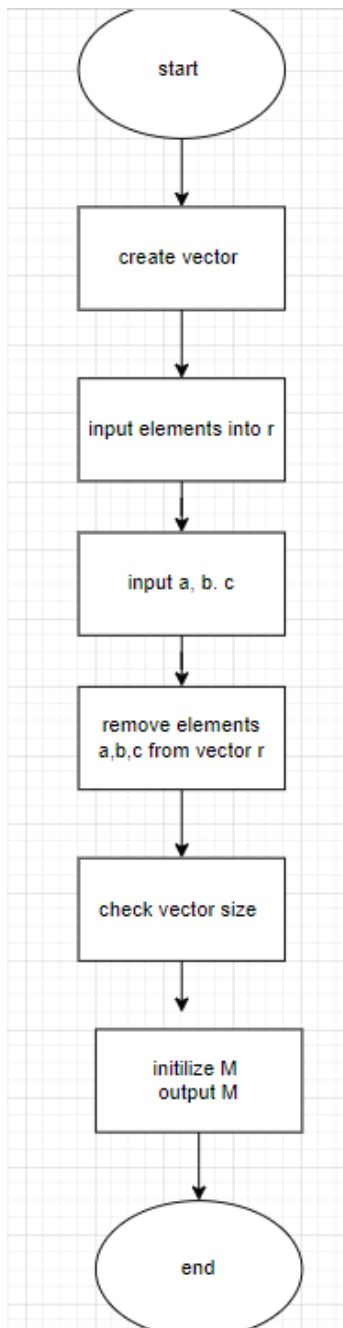 start
create vector
input elements into r
input a, b. c
remove elements
a,b,c from vector r
check vector size
initilize M
output M
end